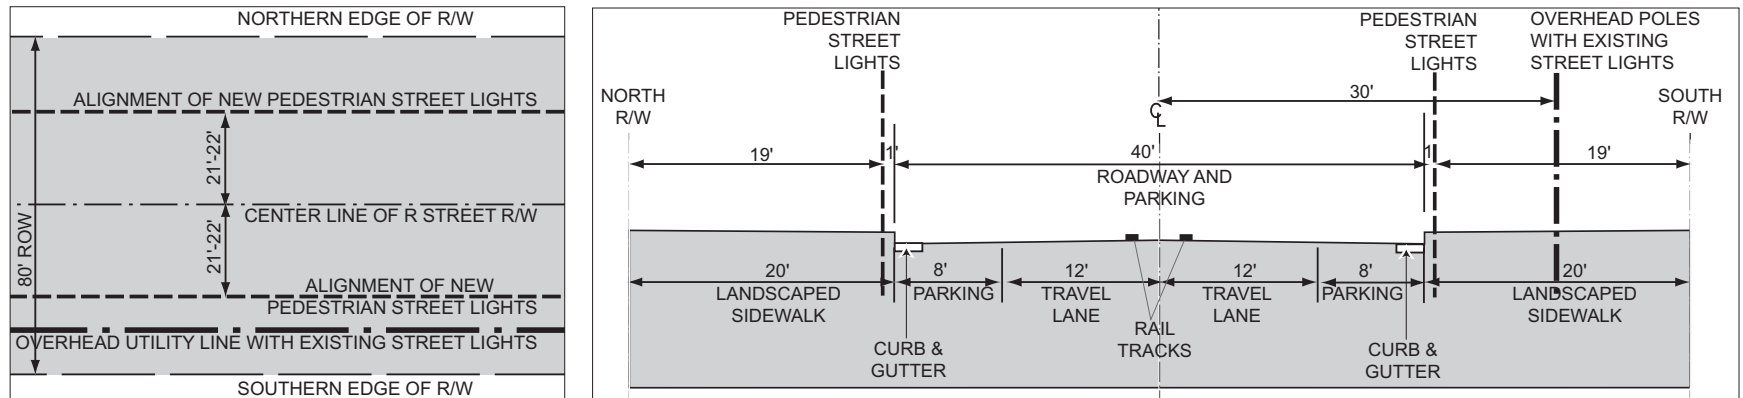 NORTHERN EDGE OF R/W
ALIGNMENT OF NEW PEDESTRIAN STREET LIGHTS
21'-22'
CENTER LINE OF R STREET R/W
80' ROW
21'-22'
ALIGNMENT OF NEW
PEDESTRIAN STREET LIGHTS
OVERHEAD UTILITY LINE WITH EXISTING STREET LIGHTS
SOUTHERN EDGE OF R/W
PEDESTRIAN
STREET
LIGHTS
PEDESTRIAN
STREET
LIGHTS
OVERHEAD POLES
WITH EXISTING
STREET LIGHTS
NORTH
R/W
CL
30'
SOUTH
R/W
19'
1'
40'
1'
19'
ROADWAY AND
PARKING
20'
8'
12'
12'
8'
20'
LANDSCAPED
SIDEWALK
PARKING
TRAVEL
LANE
TRAVEL
LANE
PARKING
LANDSCAPED
SIDEWALK
RAIL
TRACKS
CURB &
GUTTER
CURB &
GUTTER